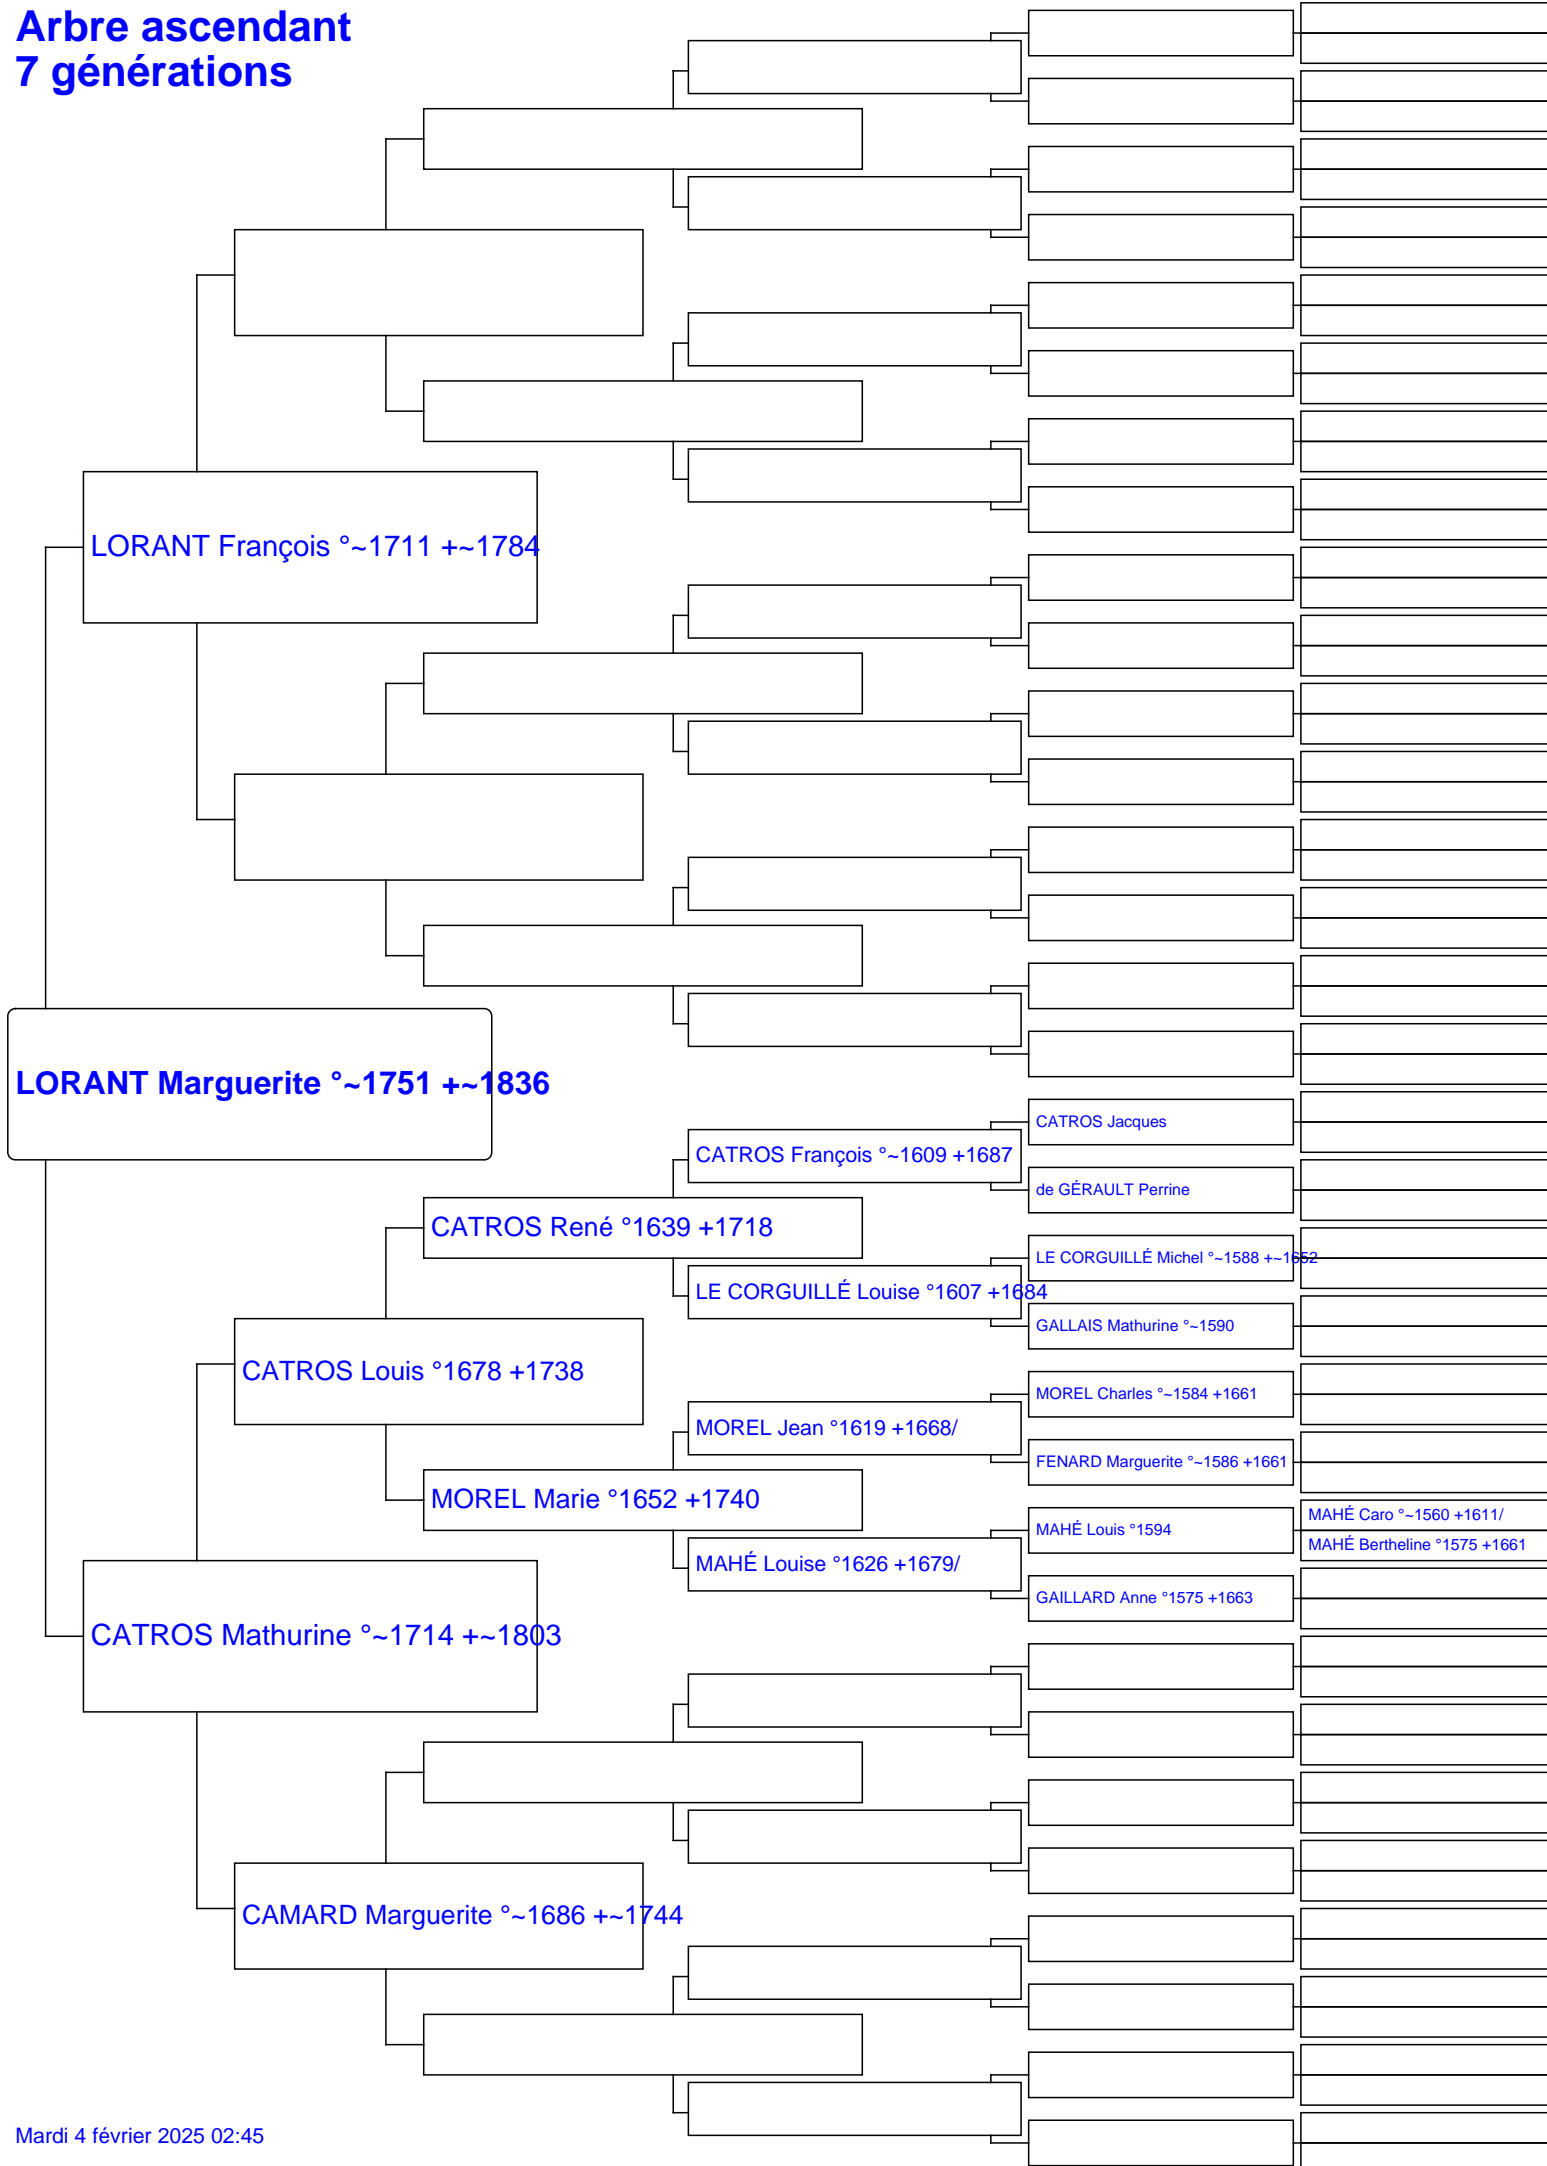 Arbre ascendant
7 générations
LORANT François °~1711 +~1784
LORANT Marguerite °~1751 +~1836
CATROS Jacques
CATROS François °~1609 +1687
de GÉRAULT Perrine
CATROS René °1639 +1718
LE CORGUILLÉ Michel °~1588 +~1652
LE CORGUILLÉ Louise °1607 +1684
GALLAIS Mathurine °~1590
CATROS Louis °1678 +1738
MOREL Charles °~1584 +1661
MOREL Jean °1619 +1668/
FENARD Marguerite °~1586 +1661
MOREL Marie °1652 +1740
MAHÉ Caro °~1560 +1611/
MAHÉ Louis °1594
MAHÉ Bertheline °1575 +1661
MAHÉ Louise °1626 +1679/
GAILLARD Anne °1575 +1663
CATROS Mathurine °~1714 +~1803
CAMARD Marguerite °~1686 +~1744
Mardi 4 février 2025 02:45